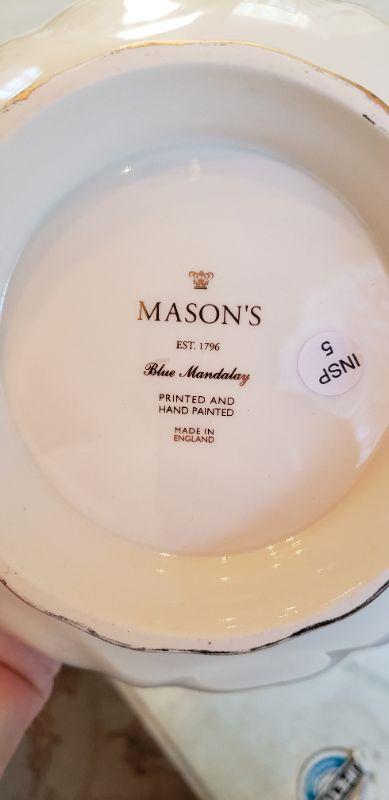 MASON'S
EST. 1796
Blue Mandalay
PRINTED AND
HAND PAINTED
MADE IN
ENGLAND
INSP
5